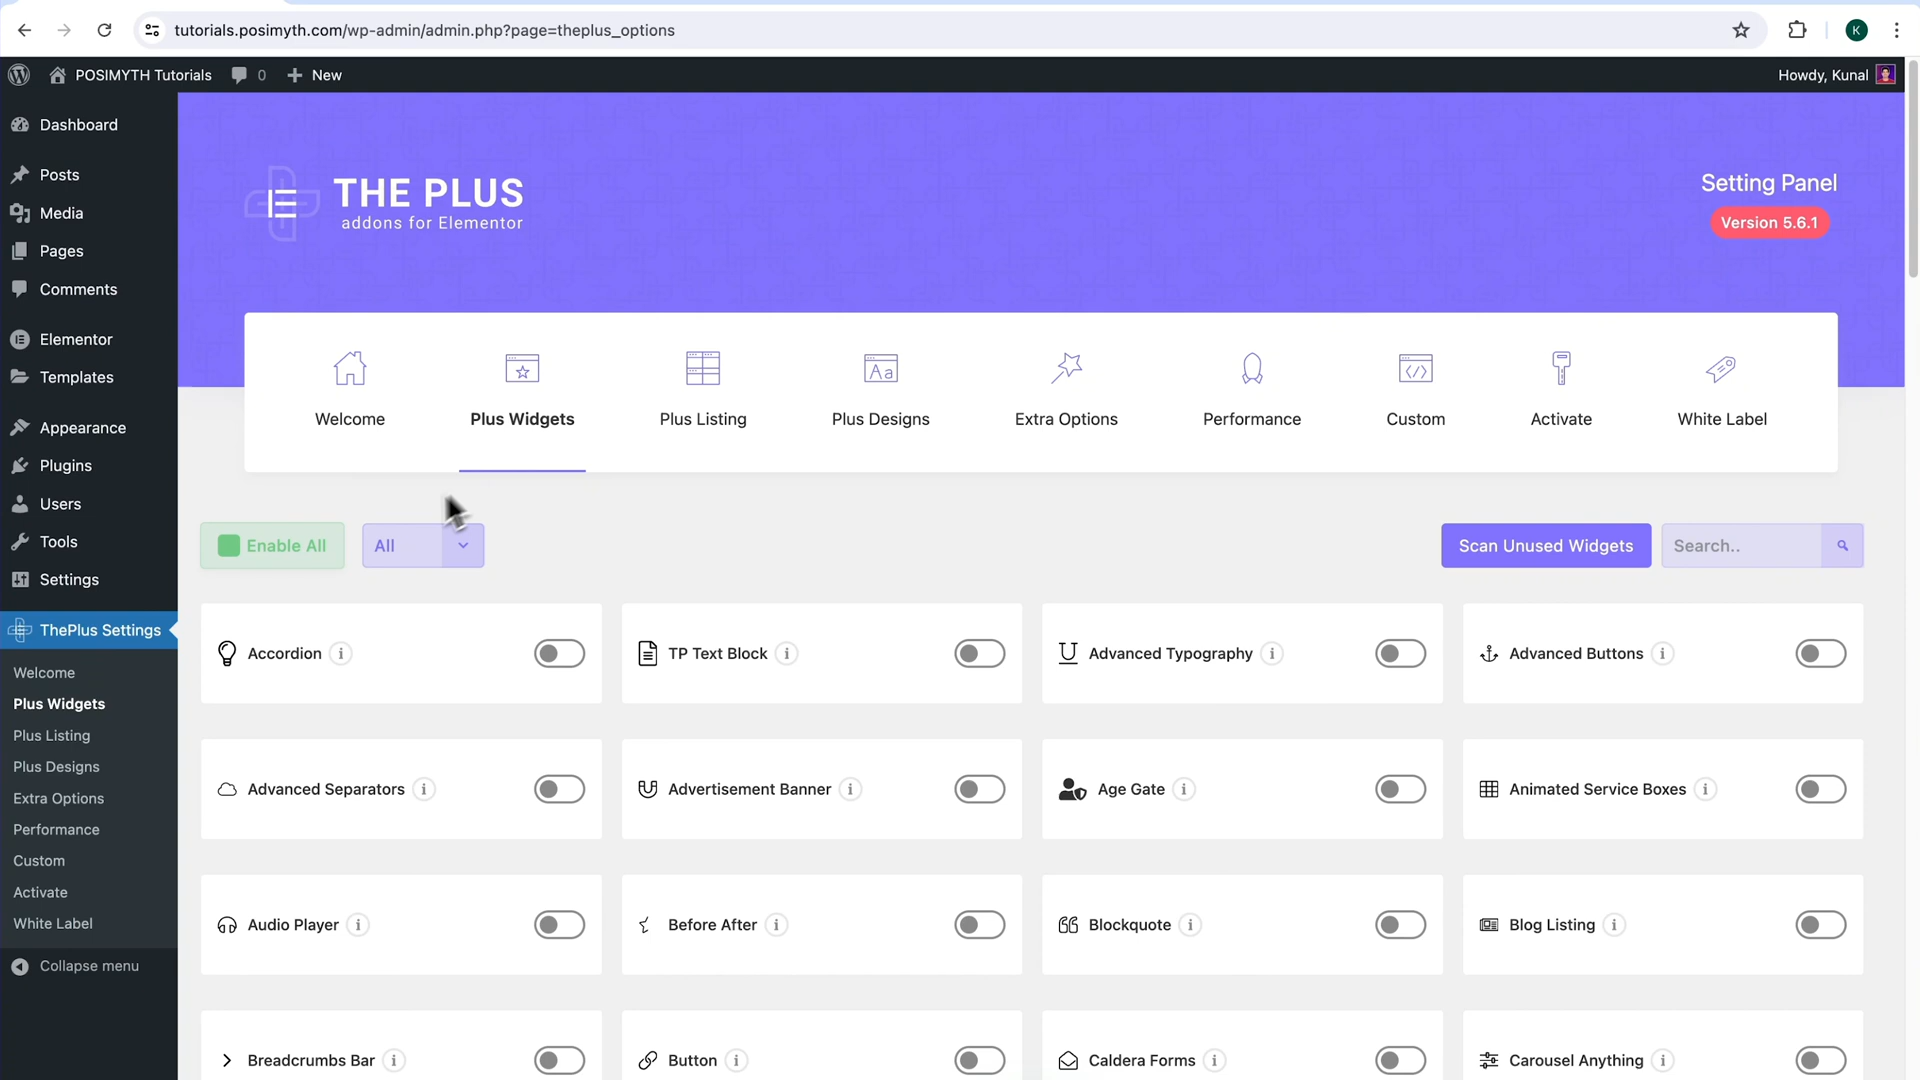 tutorials.posimyth.com/wp-admin/admin.php?page=theplus_options
K
POSIMYTH Tutorials
0
New
Howdy, Kunal
Dashboard
Posts
Media
Pages
Comments
Elementor
Templates
Appearance
Plugins
Users
Tools
Settings
ThePlus Settings
Welcome
Plus Widgets
Plus Listing
Plus Designs
Extra Options
Performance
Custom
Activate
White Label
Collapse menu
THE PLUS
addons for Elementor
Setting Panel
Version 5.6.1
Welcome
Plus Widgets
Plus Listing
Aa
Plus Designs
Extra Options
Performance
</>
Custom
Activate
White Label
Enable All
All
Scan Unused Widgets
Search..
Accordion i
TP Text Block i
Advanced Typography i
Advanced Buttons i
Advanced Separators i
Advertisement Banner i
Age Gate i
Animated Service Boxes i
Audio Player i
Before After i
Blockquote i
Blog Listing i
Breadcrumbs Bar i
Button i
Caldera Forms i
Carousel Anything i